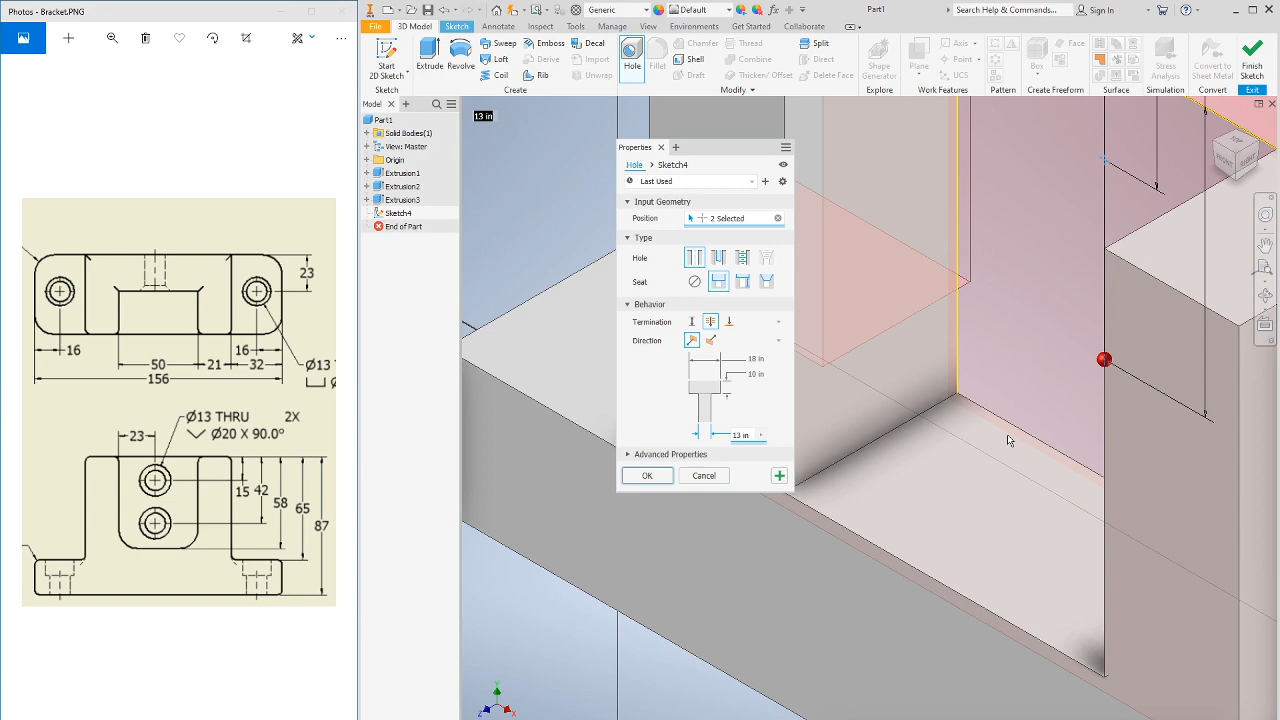 Photos - Bracket.PNG
Generic
Default
Part1
Search Help & Commands...
Sign In
File
3D Model
Sketch
Annotate
Inspect
Tools
Manage
View
Environments
Get Started
Collaborate
Start
2D Sketch
Sketch
Extrude
Revolve
Sweep
Emboss
Decal
Loft
Derive
Import
Coil
Rib
Unwrap
Create
Hole
Fillet
Chamfer
Thread
Split
Shell
Combine
Direct
Draft
Thicken/ Offset
Delete Face
Modify
Shape
Generator
Explore
Plane
Axis
Point
UCS
Work Features
Pattern
Box
Face
Convert
Create Freeform
Surface
Stress
Analysis
Simulation
Convert to
Sheet Metal
Convert
Finish
Sketch
Exit
Model
Part1
Solid Bodies(1)
View: Master
Origin
Extrusion1
Extrusion2
Extrusion3
Sketch4
End of Part
13 in
Properties
Hole
Sketch4
Last Used
Input Geometry
Position
2 Selected
Type
Hole
Seat
Behavior
Termination
Direction
18 in
10 in
13 in
Advanced Properties
OK
Cancel
TOP
FRONT
RIGHT
23
16
50
21
16
32
Ø13
156
Ø13 THRU 2X
Ø20 X 90.0°
23
15
42
58
65
87
Y
Z
X